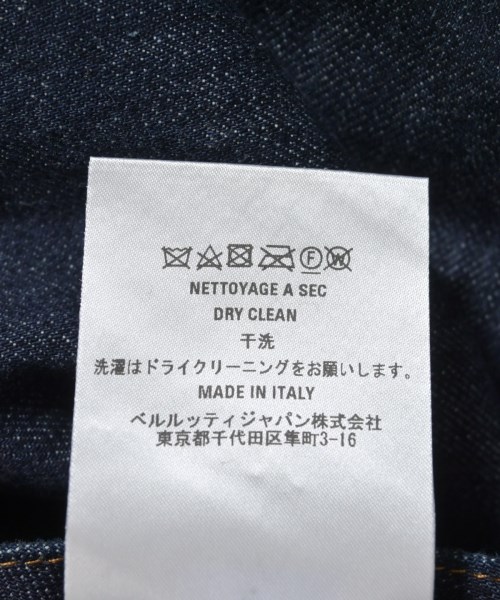 F W
NETTOYAGE A SEC
DRY CLEAN
干洗
洗濯はドライクリーニングをお願いします。
MADE IN ITALY
ベルルッティジャパン株式会社
東京都千代田区隼町3-16